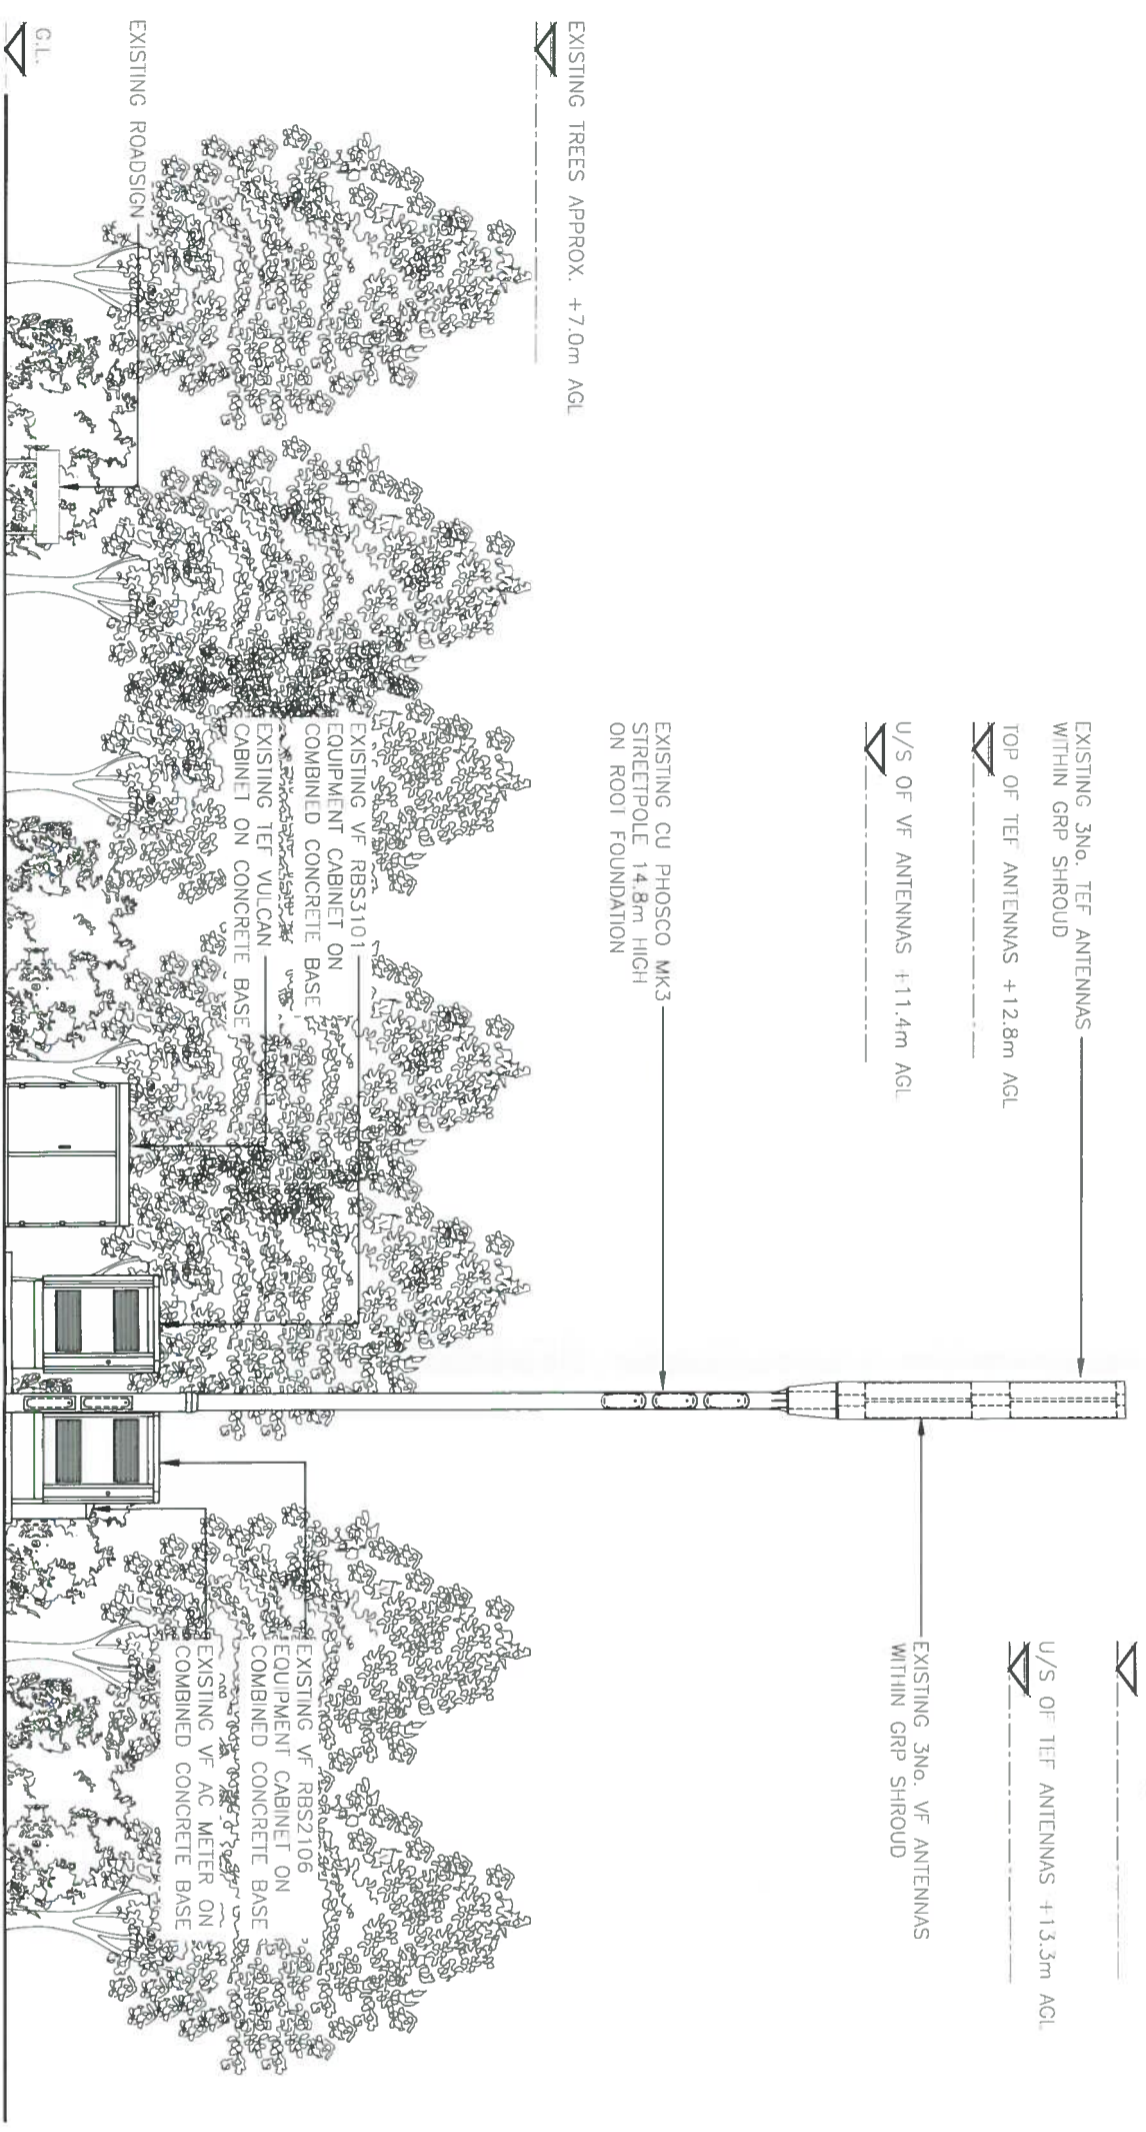 EXISTING 3No. TEF ANTENNAS
WITHIN GRP SHROUD
TOP OF TEF ANTENNAS +12.8m AGL
U/S OF VF ANTENNAS +11.4m AGL
U/S OF TEF ANTENNAS +13.3m AGL
EXISTING 3No. VF ANTENNAS
WITHIN GRP SHROUD
EXISTING CU PHOSCO MK3
STREETPOLE 14.8m HIGH
ON ROOT FOUNDATION
EXISTING TREES APPROX. +7.0m AGL
EXISTING VF RBS3101
EQUIPMENT CABINET ON
COMBINED CONCRETE BASE
EXISTING TEF VULCAN
CABINET ON CONCRETE BASE
EXISTING VF RBS2106
EQUIPMENT CABINET ON
COMBINED CONCRETE BASE
EXISTING VF AC METER ON
COMBINED CONCRETE BASE
EXISTING ROADSIGN
G.L.